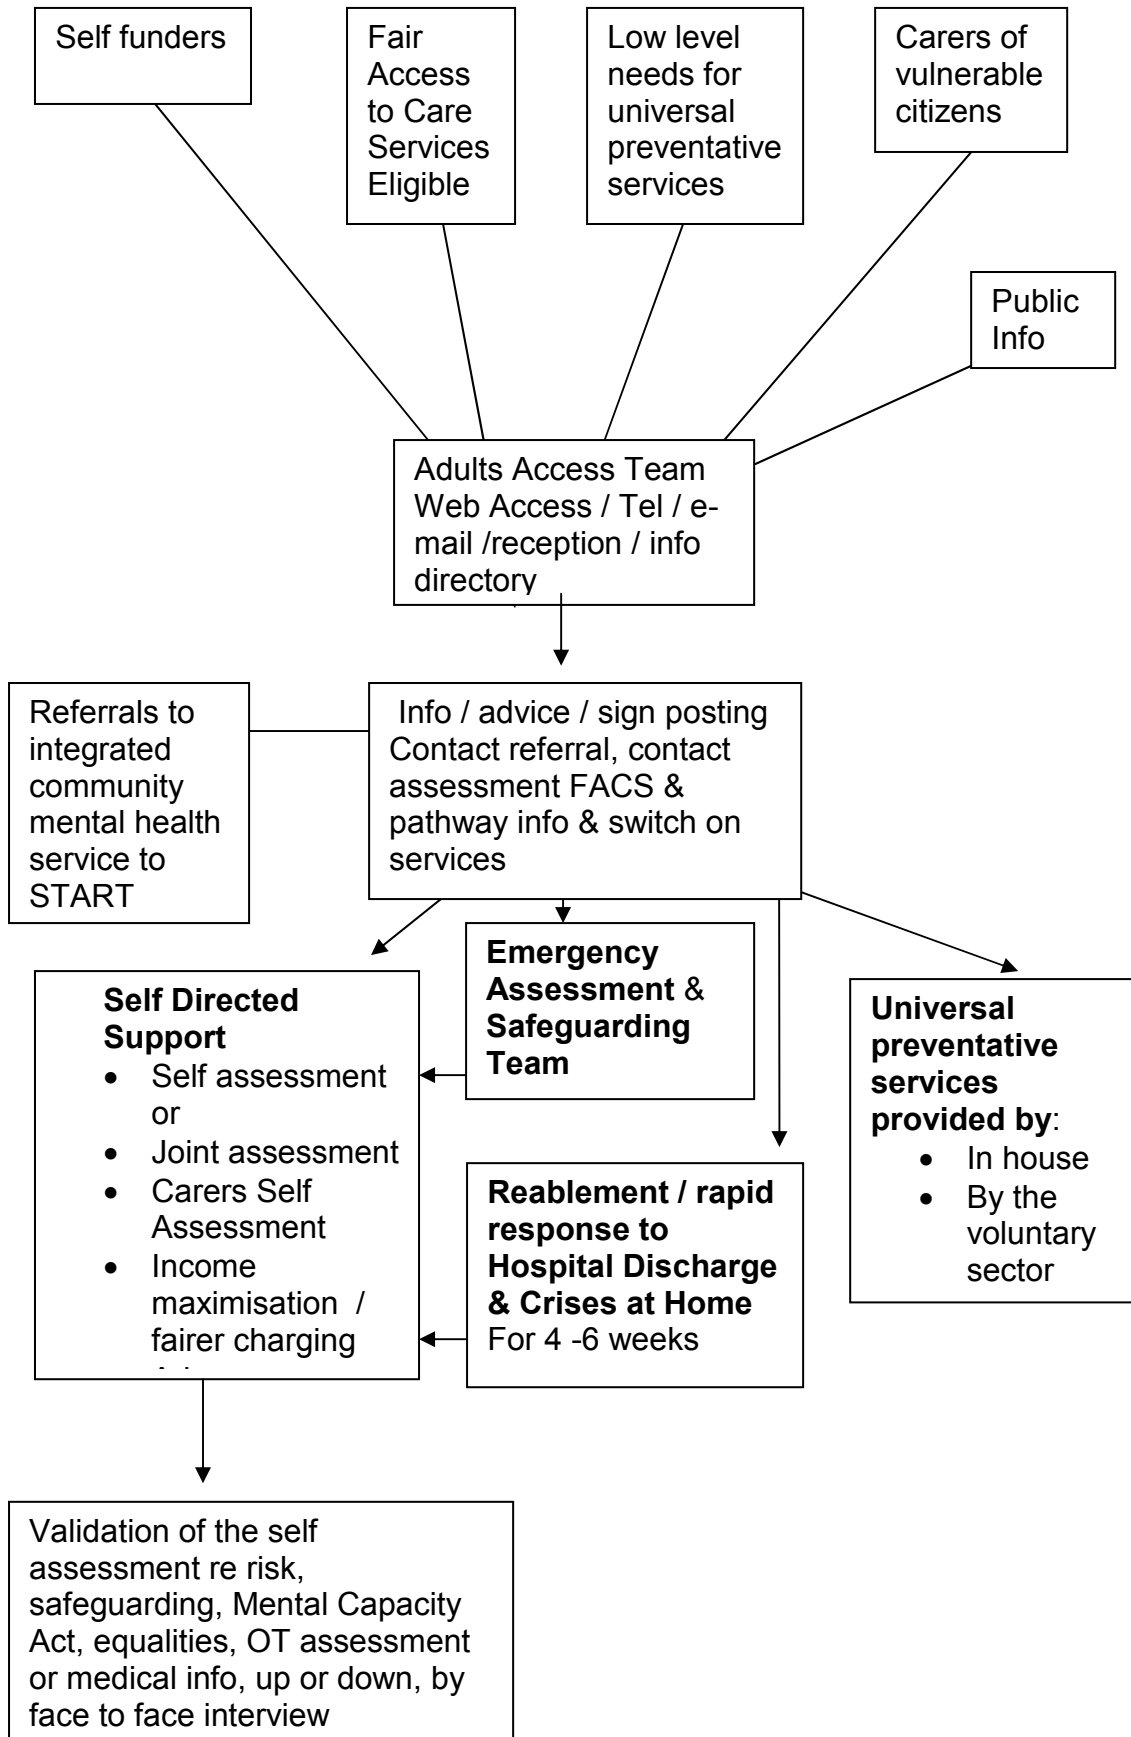 Self funders
Fair
Access
to Care
Services
Eligible
Low level
needs for
universal
preventative
services
Carers of
vulnerable
citizens
Public
Info
Adults Access Team
Web Access / Tel / e-
mail /reception / info
directory
Referrals to
integrated
community
mental health
service to
START
Info / advice / sign posting
Contact referral, contact
assessment FACS &
pathway info & switch on
services
Emergency
Assessment &
Safeguarding
Team
Self Directed
Support
• Self assessment
or
• Joint assessment
• Carers Self
Assessment
• Income
maximisation /
fairer charging
Reablement / rapid
response to
Hospital Discharge
& Crises at Home
For 4 -6 weeks
Universal
preventative
services
provided by:
• In house
• By the
voluntary
sector
Validation of the self
assessment re risk,
safeguarding, Mental Capacity
Act, equalities, OT assessment
or medical info, up or down, by
face to face interview